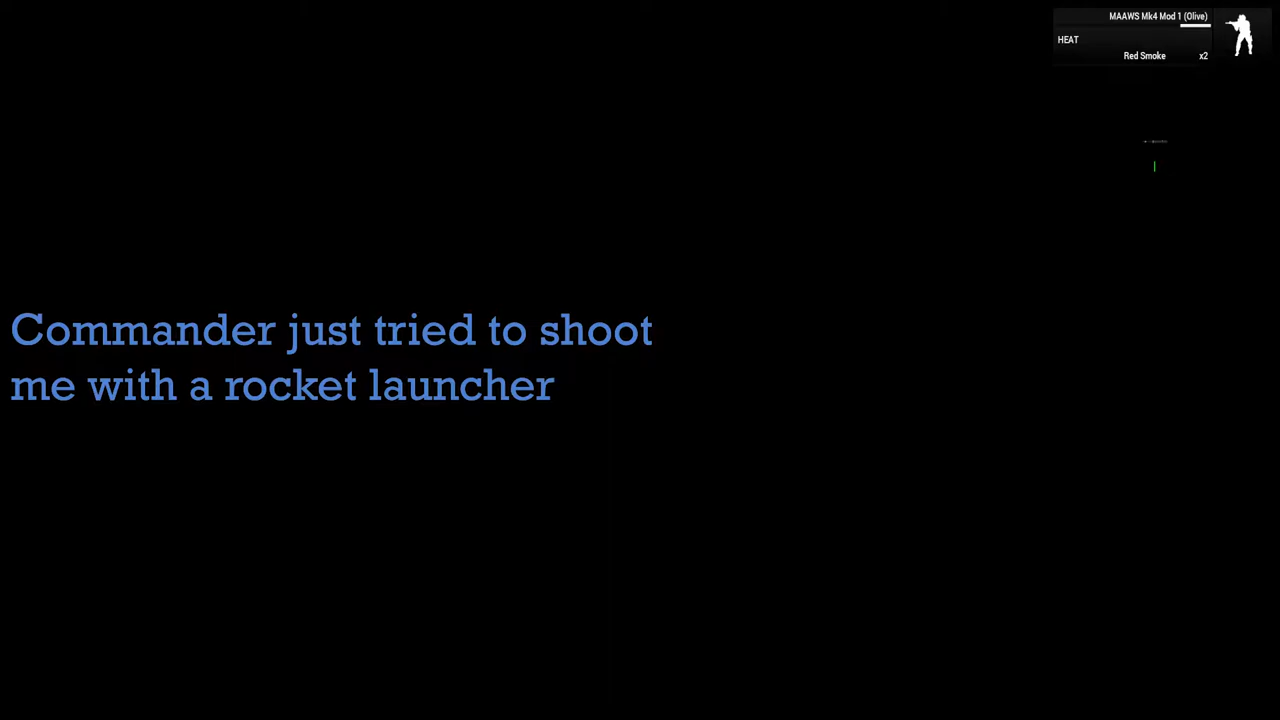 MAAWS Mk4 Mod 1 (Olive)
HEAT
Red Smoke x2
Commander just tried to shoot
me with a rocket launcher